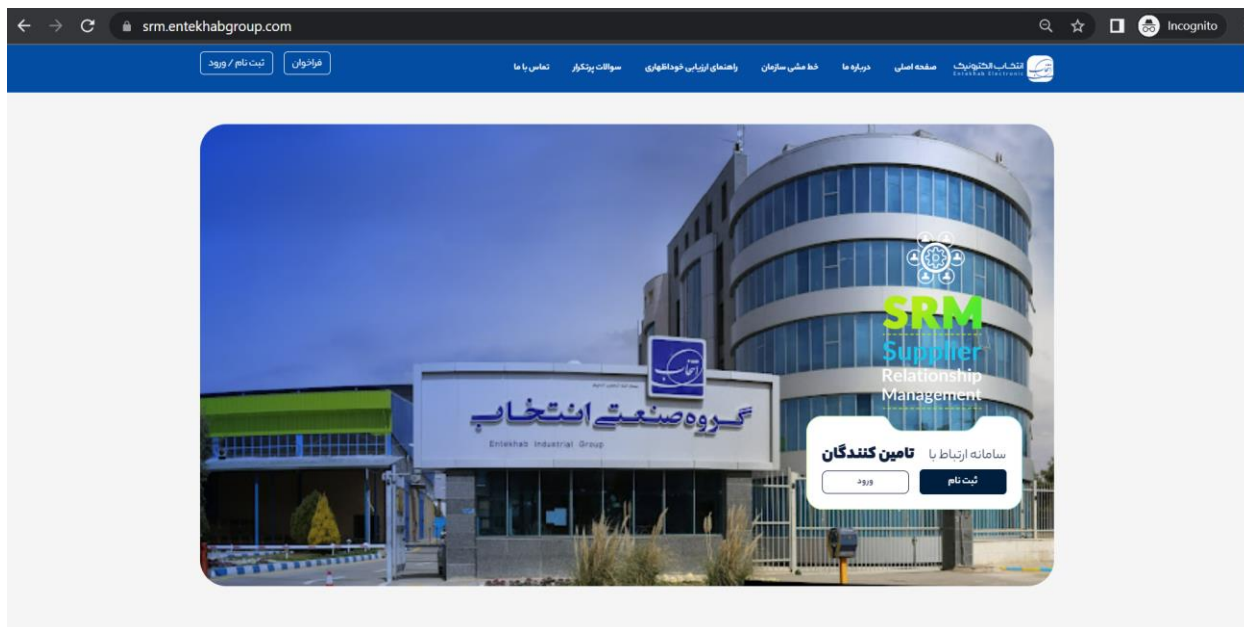 srm.entekhabgroup.com
Incognito
انتخاب الکترونیک
Entekhab Electronic
صفحه اصلی
درباره ما
خط مشی سازمان
راهنمای ارزیابی خوداظهاری
سوالات پرتکرار
تماس با ما
فراخوان
ثبت نام / ورود
SRM
Supplier
Relationship
Management
انتخاب
گروه صنعتی انتخاب
Entekhab Industrial Group
سامانه ارتباط با تامین کنندگان
ثبت نام
ورود